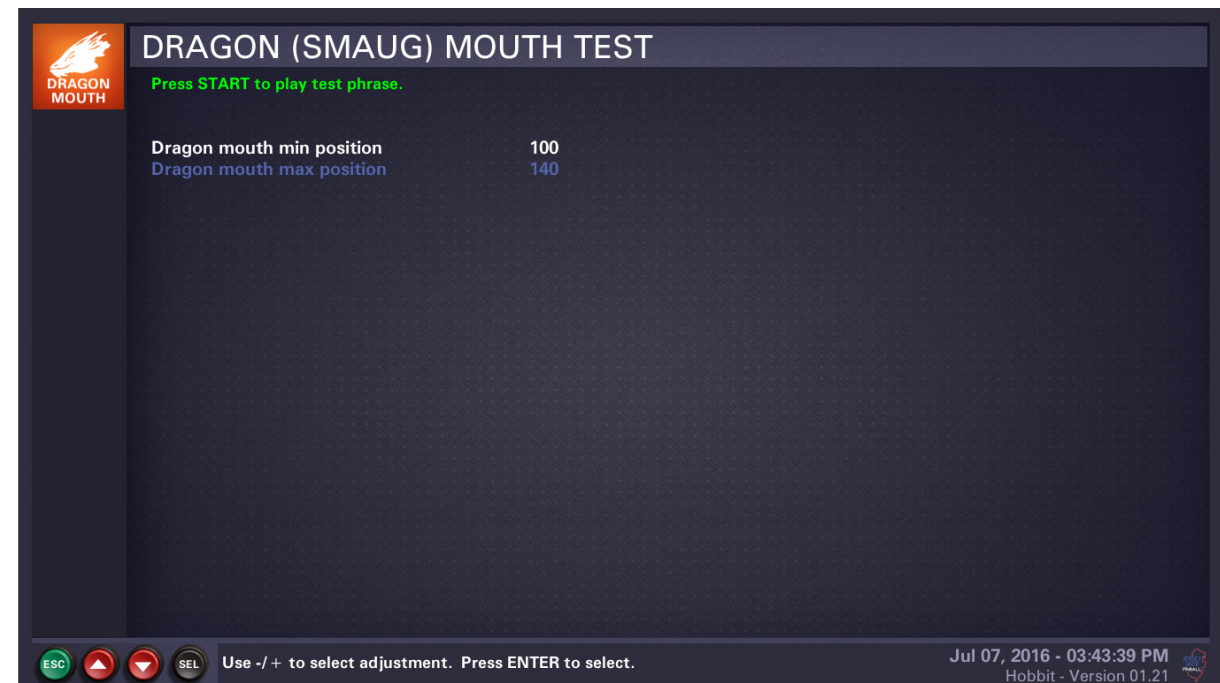 DRAGON (SMAUG) MOUTH TEST
DRAGON
MOUTH
Press START to play test phrase.
Dragon mouth min position 100
Dragon mouth max position 140
ESC
SEL
Use -/+ to select adjustment. Press ENTER to select.
Jul 07, 2016 - 03:43:39 PM
Hobbit - Version 01.21
PINBALL